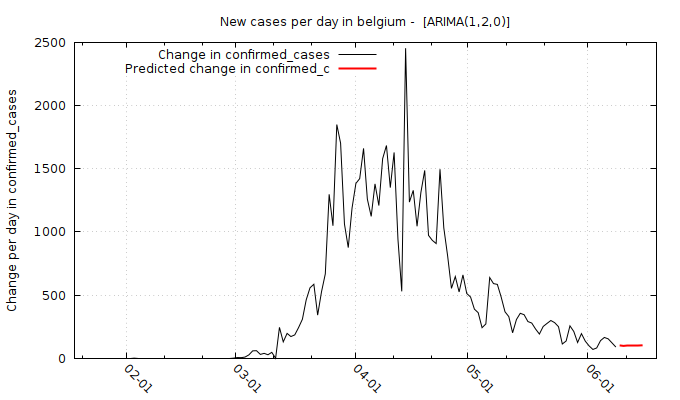 New cases per day in belgium -  [ARIMA(1,2,0)]
Change in confirmed_cases
Predicted change in confirmed_c
Change per day in confirmed_cases
2500
2000
1500
1000
500
0
02-01
03-01
04-01
05-01
06-01